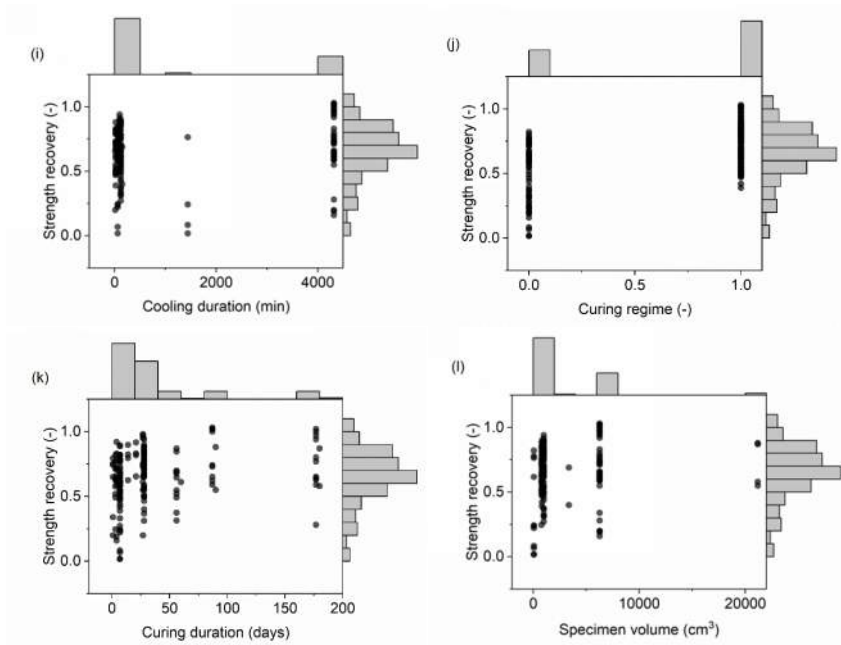 (i)
Strength recovery (-)
1.0
0.5
0.0
0
2000
4000
Cooling duration (min)
(j)
Strength recovery (-)
1.0
0.5
0.0
0.0
0.5
1.0
Curing regime (-)
(k)
Strength recovery (-)
1.0
0.5
0.0
0
50
100
150
200
Curing duration (days)
(l)
Strength recovery (-)
1.0
0.5
0.0
0
10000
20000
Specimen volume (cm³)